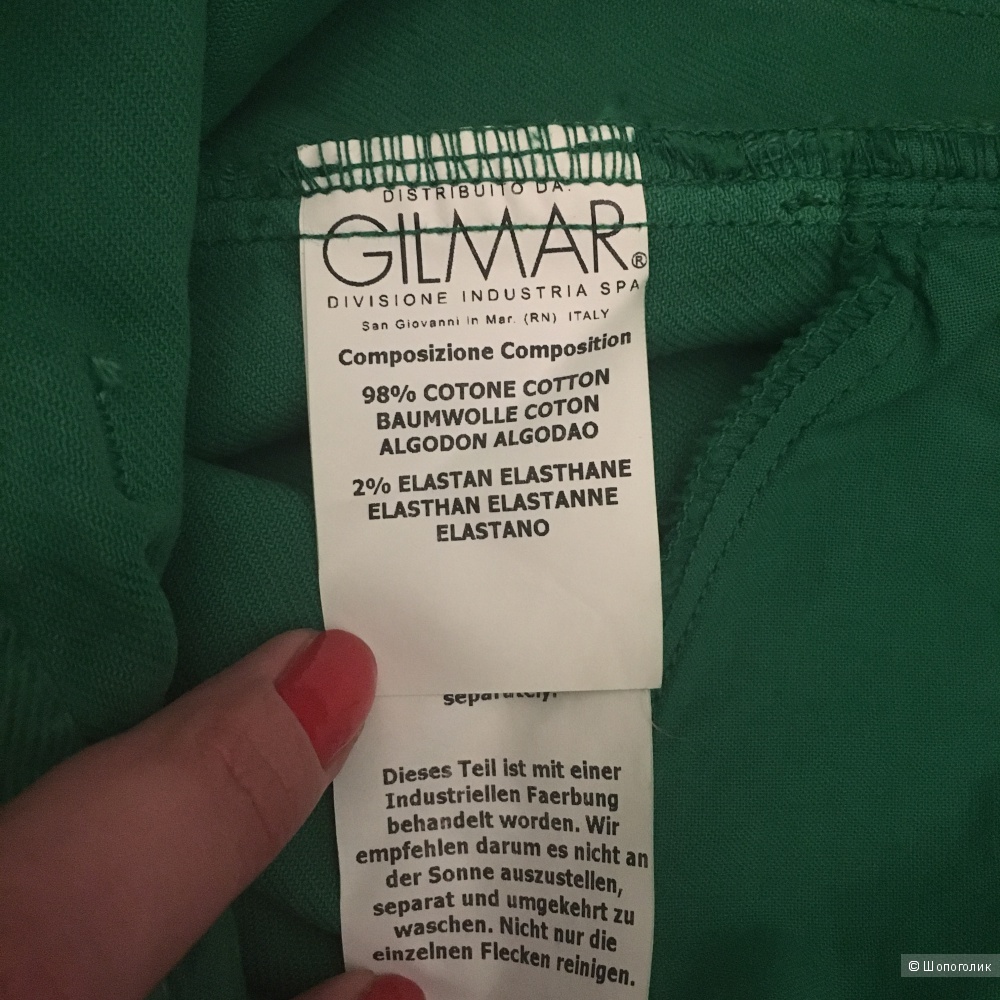 DISTRIBUITO DA:
GILMAR®
DIVISIONE INDUSTRIA SPA
San Giovanni in Mar. (RN) ITALY
Composizione Composition
98% COTONE COTTON
BAUMWOLLE COTON
ALGODON ALGODAO
2% ELASTAN ELASTHANE
ELASTHAN ELASTANNE
ELASTANO
separately.
Dieses Teil ist mit einer
Industriellen Faerbung
behandelt worden. Wir
empfehlen darum es nicht an
der Sonne auszustellen,
separat und umgekehrt zu
waschen. Nicht nur die
einzelnen Flecken reinigen.
© Шопоголик